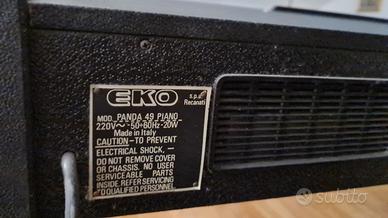 EKO
s.p.a.
Recanati
MOD. PANDA 49 PIANO
220V~ -50÷60Hz-20W
Made in Italy
CAUTION-TO PREVENT
ELECTRICAL SHOCK, -
DO NOT REMOVE COVER
OR CHASSIS. NO USER
SERVICEABLE PARTS
INSIDE. REFER SERVICING
TO QUALIFIED PERSONNEL.
subito